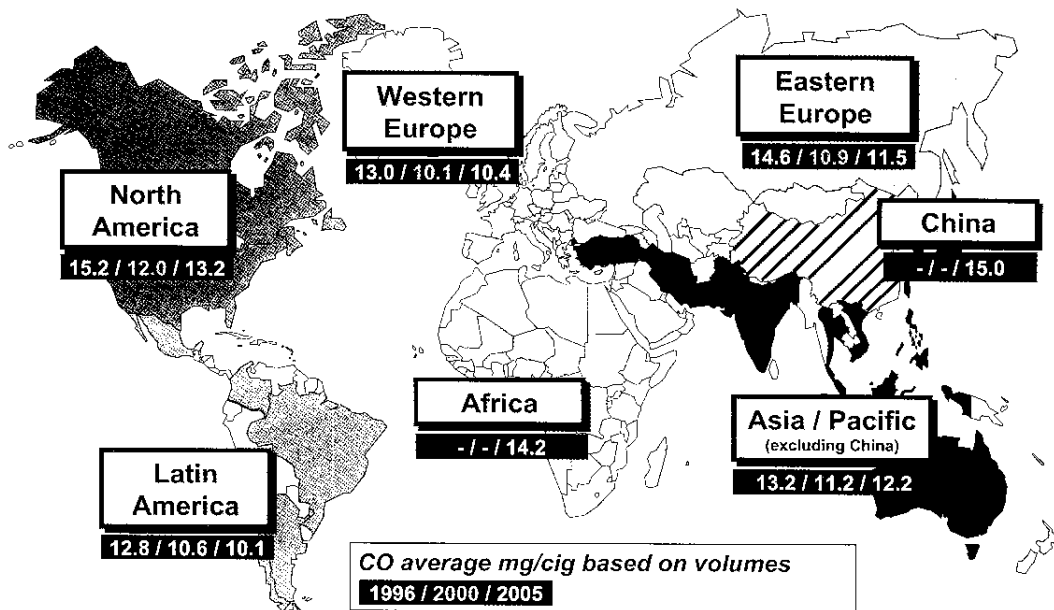 Western
Europe
13.0 / 10.1 / 10.4
Eastern
Europe
14.6 / 10.9 / 11.5
North
America
15.2 / 12.0 / 13.2
China
- / - / 15.0
Africa
- / - / 14.2
Asia / Pacific
(excluding China)
13.2 / 11.2 / 12.2
Latin
America
12.8 / 10.6 / 10.1
CO average mg/cig based on volumes
1996 / 2000 / 2005